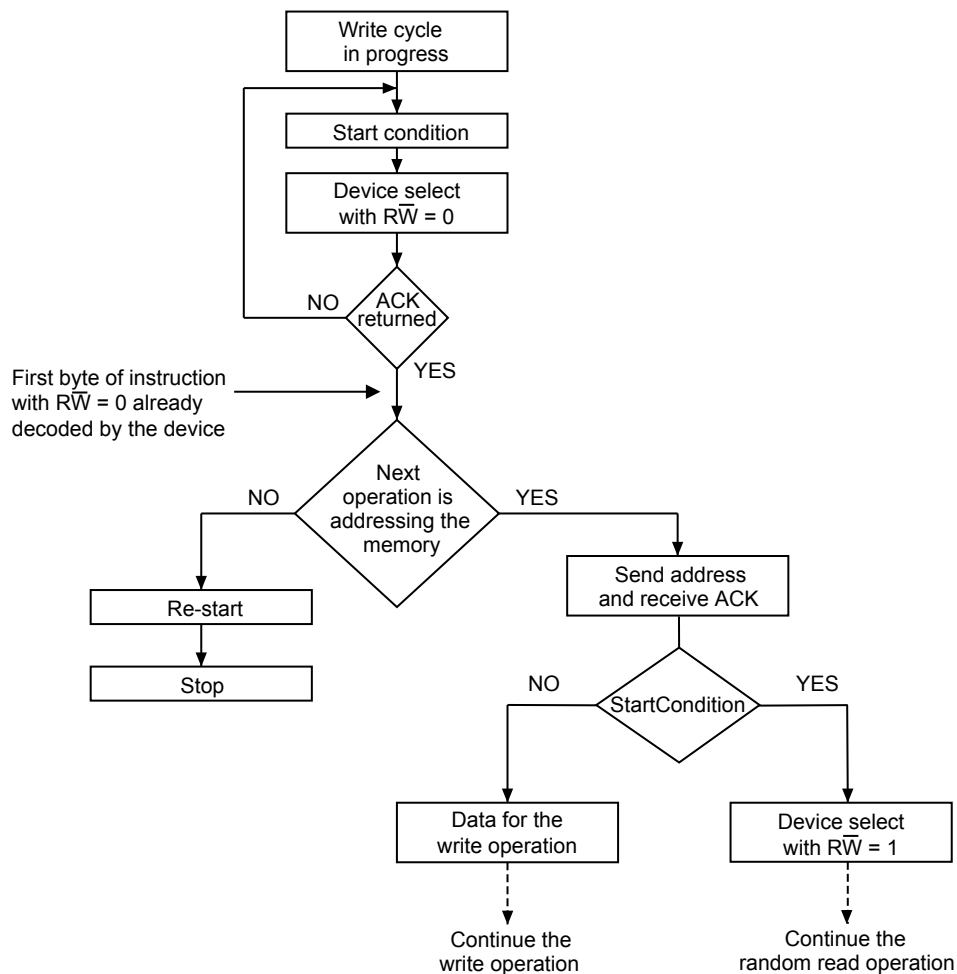 Write cycle
in progress
Start condition
Device select
with RW̅ = 0
NO
ACK
returned
YES
First byte of instruction
with RW̅ = 0 already
decoded by the device
NO
Next
operation is
addressing the
memory
YES
Re-start
Stop
Send address
and receive ACK
NO
StartCondition
YES
Data for the
write operation
Device select
with RW̅ = 1
Continue the
write operation
Continue the
random read operation